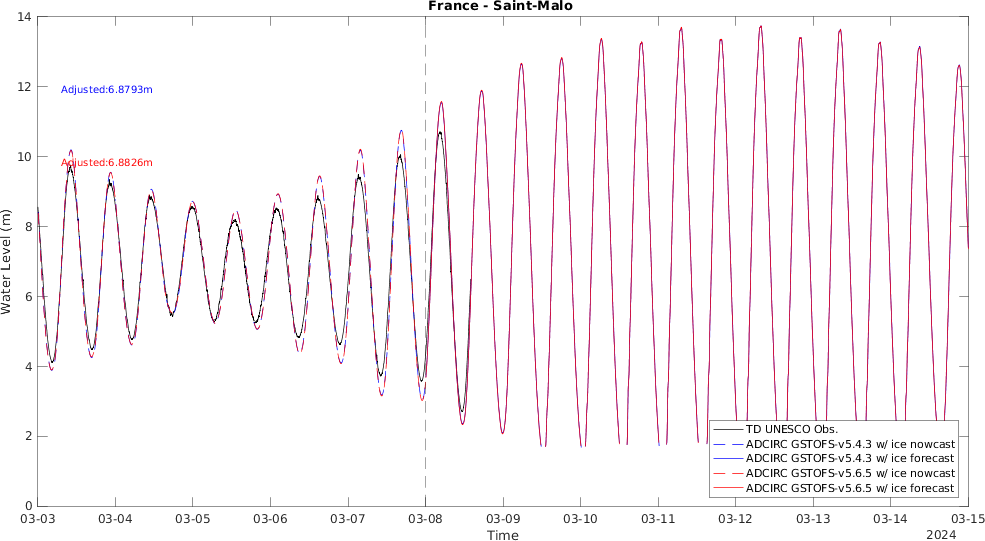 France - Saint-Malo
14
12
10
8
6
4
2
0
Water Level (m)
Adjusted:6.8793m
Adjusted:6.8826m
TD UNESCO Obs.
ADCIRC GSTOFS-v5.4.3 w/ ice nowcast
ADCIRC GSTOFS-v5.4.3 w/ ice forecast
ADCIRC GSTOFS-v5.6.5 w/ ice nowcast
ADCIRC GSTOFS-v5.6.5 w/ ice forecast
03-03 03-04 03-05 03-06 03-07 03-08 03-09 03-10 03-11 03-12 03-13 03-14 03-15
Time
2024